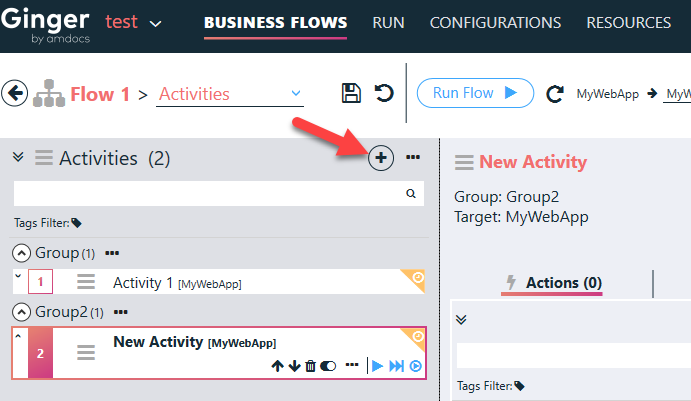 Ginger
by amdocs
test
BUSINESS FLOWS
RUN
CONFIGURATIONS
RESOURCES
Flow 1 > Activities
Run Flow
MyWebApp
MyW
Activities (2)
Tags Filter:
Group (1)
1
Activity 1 [MyWebApp]
Group2 (1)
2
New Activity [MyWebApp]
New Activity
Group: Group2
Target: MyWebApp
Actions (0)
Tags Filter: